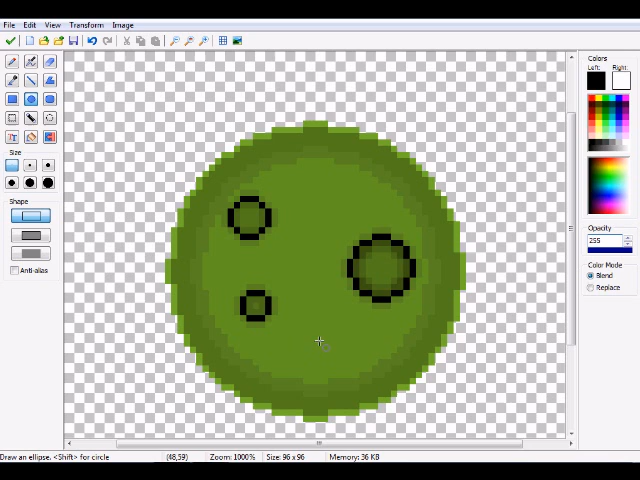 File Edit View Transform Image
Colors
Left: Right:
Size
Shape
Opacity
255
Color Mode
Blend
Replace
Anti-alias
Draw an ellipse, <Shift> for circle (48,59) Zoom: 1000% Size: 96 x 96 Memory: 36 KB